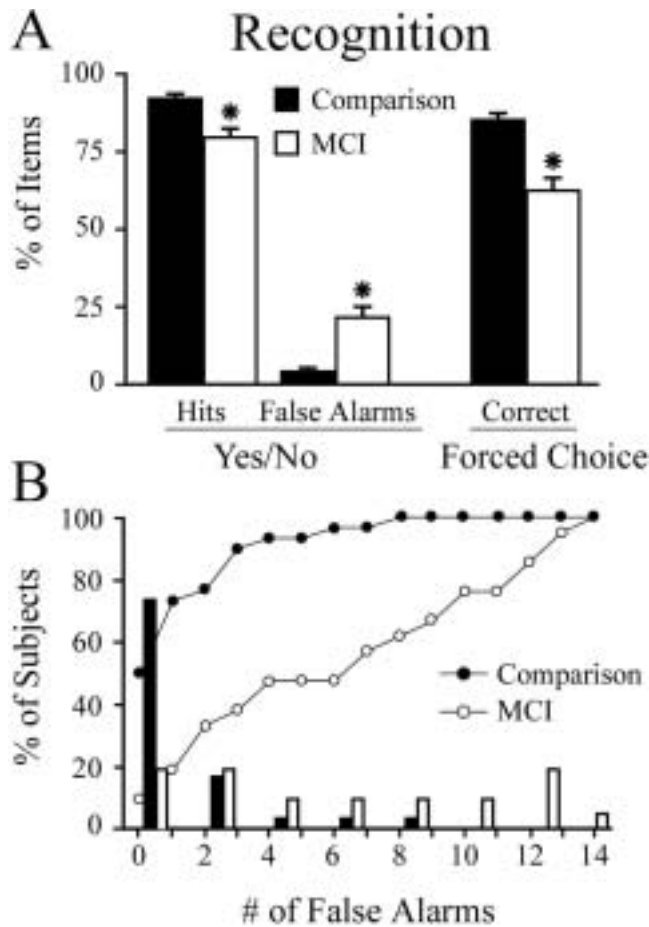 A Recognition
100
75
50
25
0
% of Items
Comparison
MCI
* * *
Hits False Alarms Correct
Yes/No Forced Choice
B
100
80
60
40
20
0
% of Subjects
Comparison
MCI
0 2 4 6 8 10 12 14
# of False Alarms